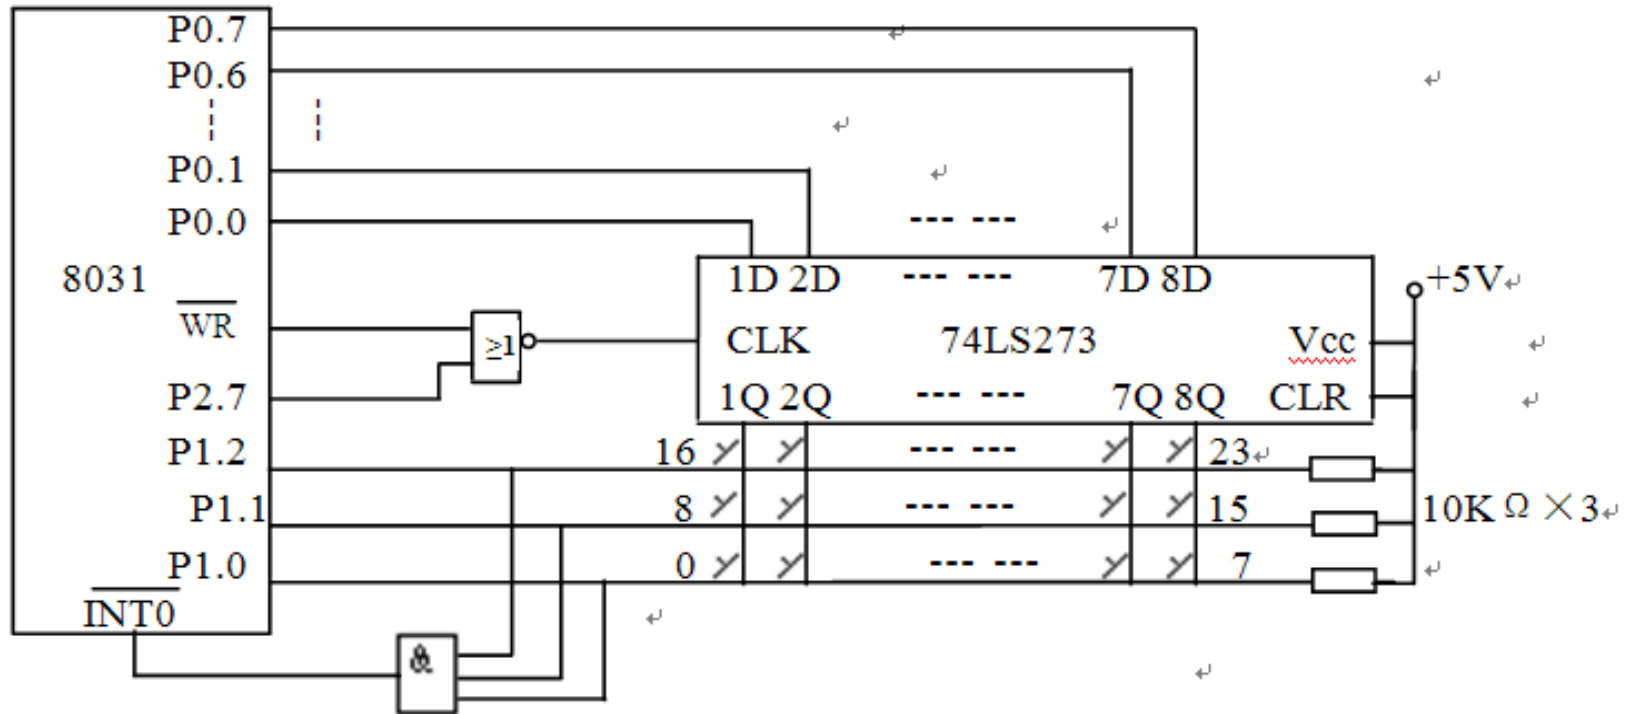 P0.7
P0.6
P0.1
P0.0
--- ---
8031
1D 2D --- --- 7D 8D
+5V
WR
≥1
CLK 74LS273 Vcc
P2.7
1Q 2Q --- --- 7Q 8Q CLR
P1.2
16 --- --- 23
P1.1
8 --- --- 15
10K Ω ×3
P1.0
0 --- --- 7
INT0
&